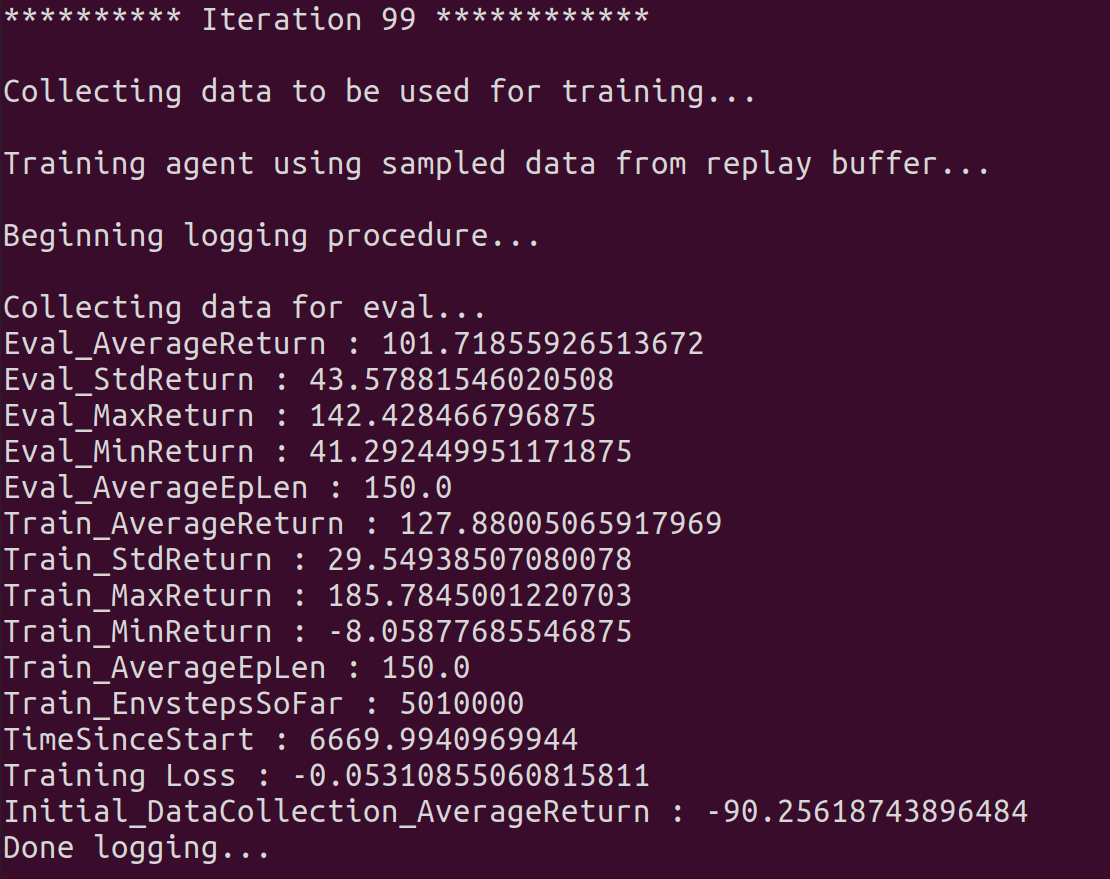 ********** Iteration 99 ************
Collecting data to be used for training...
Training agent using sampled data from replay buffer...
Beginning logging procedure...
Collecting data for eval...
Eval_AverageReturn : 101.71855926513672
Eval_StdReturn : 43.57881546020508
Eval_MaxReturn : 142.428466796875
Eval_MinReturn : 41.292449951171875
Eval_AverageEpLen : 150.0
Train_AverageReturn : 127.88005065917969
Train_StdReturn : 29.54938507080078
Train_MaxReturn : 185.7845001220703
Train_MinReturn : -8.05877685546875
Train_AverageEpLen : 150.0
Train_EnvstepsSoFar : 5010000
TimeSinceStart : 6669.9940969944
Training Loss : -0.05310855060815811
Initial_DataCollection_AverageReturn : -90.25618743896484
Done logging...